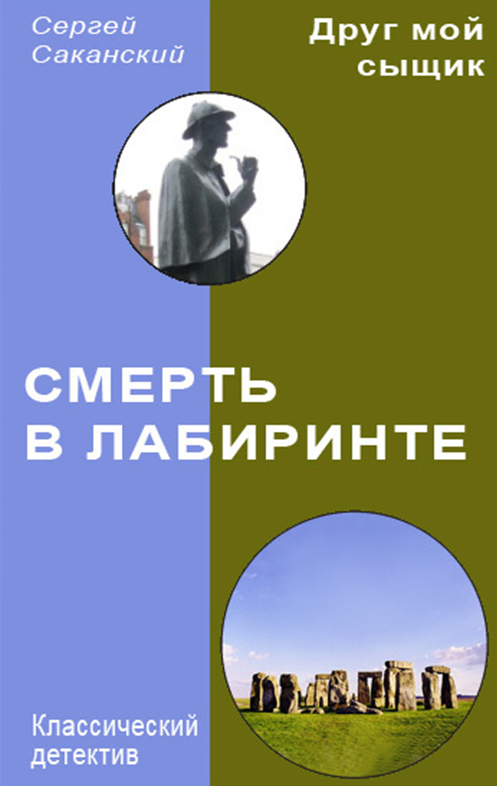 Сергей
Саканский
Друг мой
сыщик
СМЕРТЬ
В ЛАБИРИНТЕ
Классический
детектив